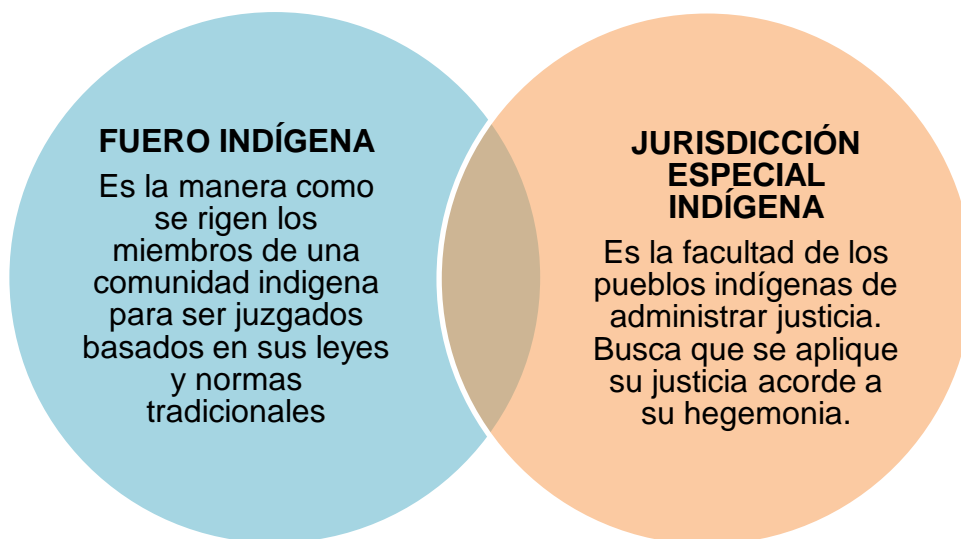 FUERO INDÍGENA
Es la manera como
se rigen los
miembros de una
comunidad indigena
para ser juzgados
basados en sus leyes
y normas
tradicionales
JURISDICCIÓN
ESPECIAL
INDÍGENA
Es la facultad de los
pueblos indígenas de
administrar justicia.
Busca que se aplique
su justicia acorde a
su hegemonia.